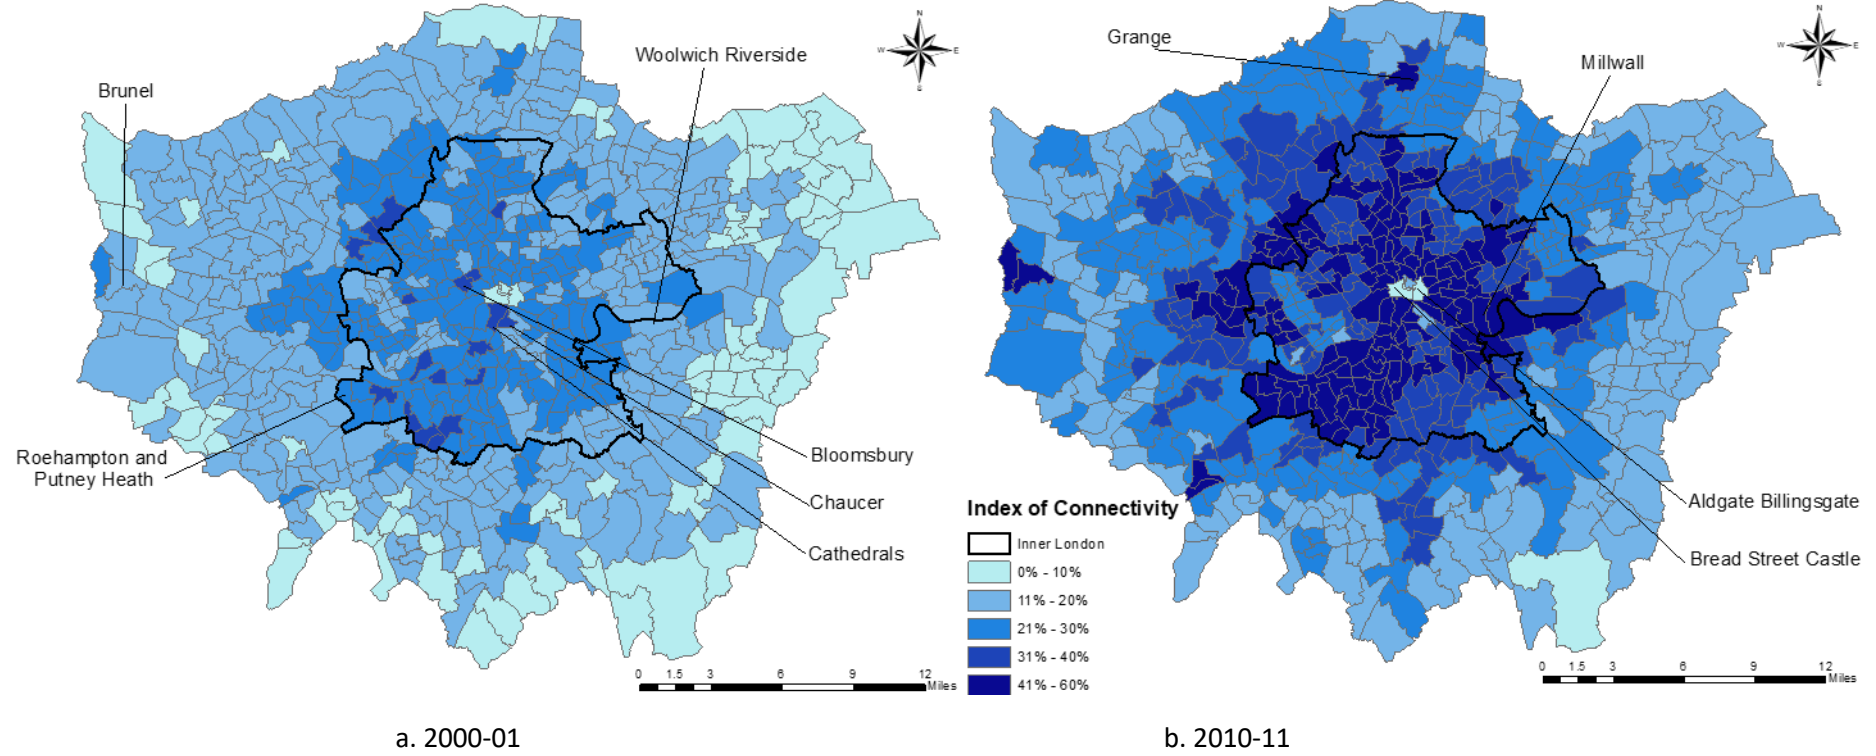 N
W
E
S
Woolwich Riverside
Brunel
Roehampton and
Putney Heath
Bloomsbury
Chaucer
Cathedrals
0 1.5 3 6 9 12
Miles
a. 2000-01
N
W
E
S
Grange
Millwall
Aldgate Billingsgate
Bread Street Castle
Index of Connectivity
Inner London
0% - 10%
11% - 20%
21% - 30%
31% - 40%
41% - 60%
0 1.5 3 6 9 12
Miles
b. 2010-11